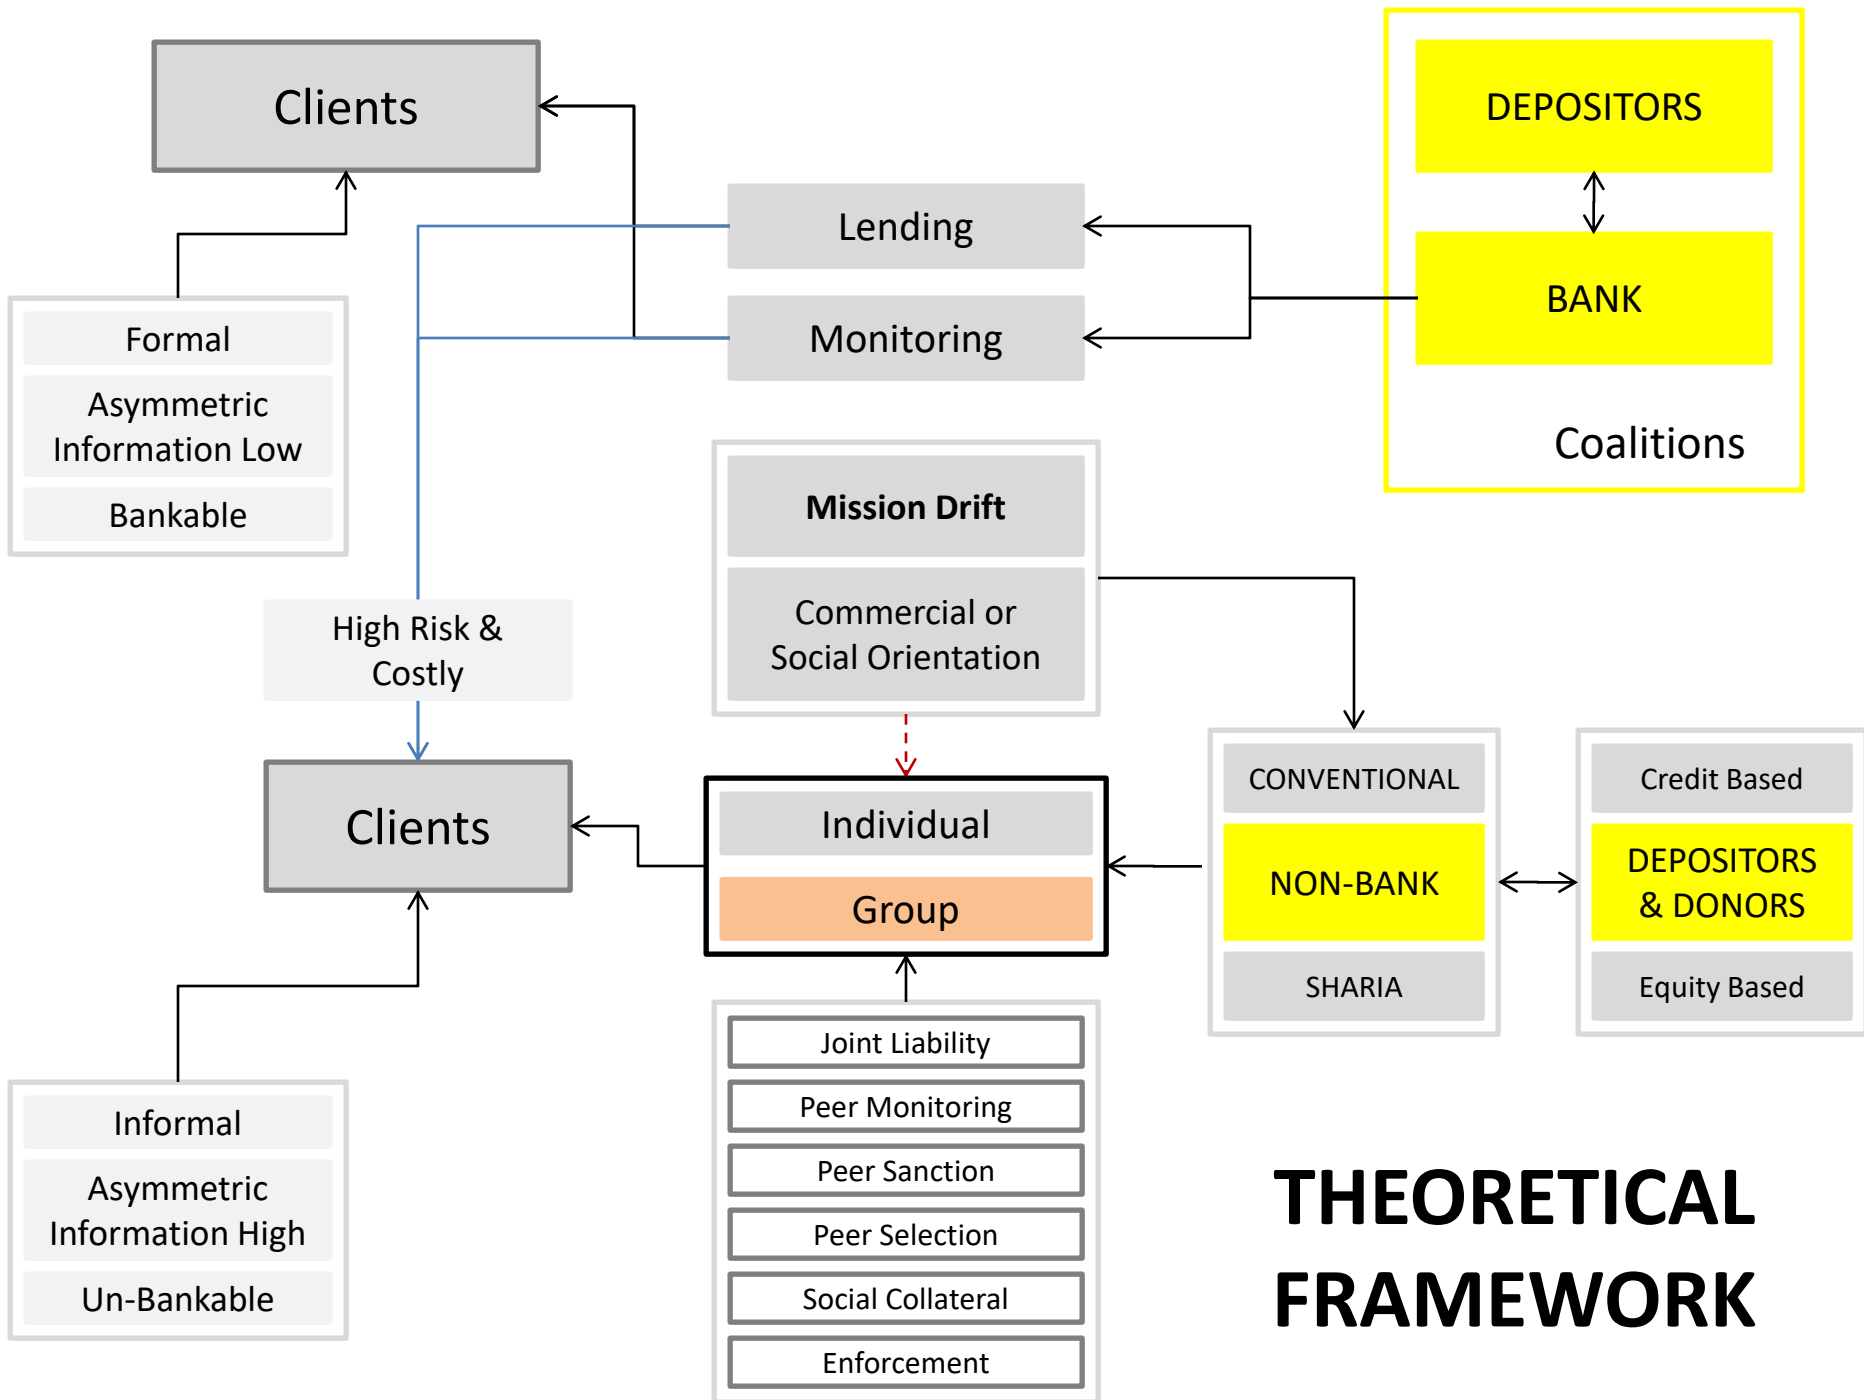 Clients
DEPOSITORS
Lending
BANK
Monitoring
Coalitions
Formal
Asymmetric
Information Low
Bankable
Mission Drift
Commercial or
Social Orientation
High Risk &
Costly
Clients
Individual
Group
CONVENTIONAL
NON-BANK
SHARIA
Credit Based
DEPOSITORS
& DONORS
Equity Based
Joint Liability
Peer Monitoring
Peer Sanction
Peer Selection
Social Collateral
Enforcement
Informal
Asymmetric
Information High
Un-Bankable
THEORETICAL
FRAMEWORK